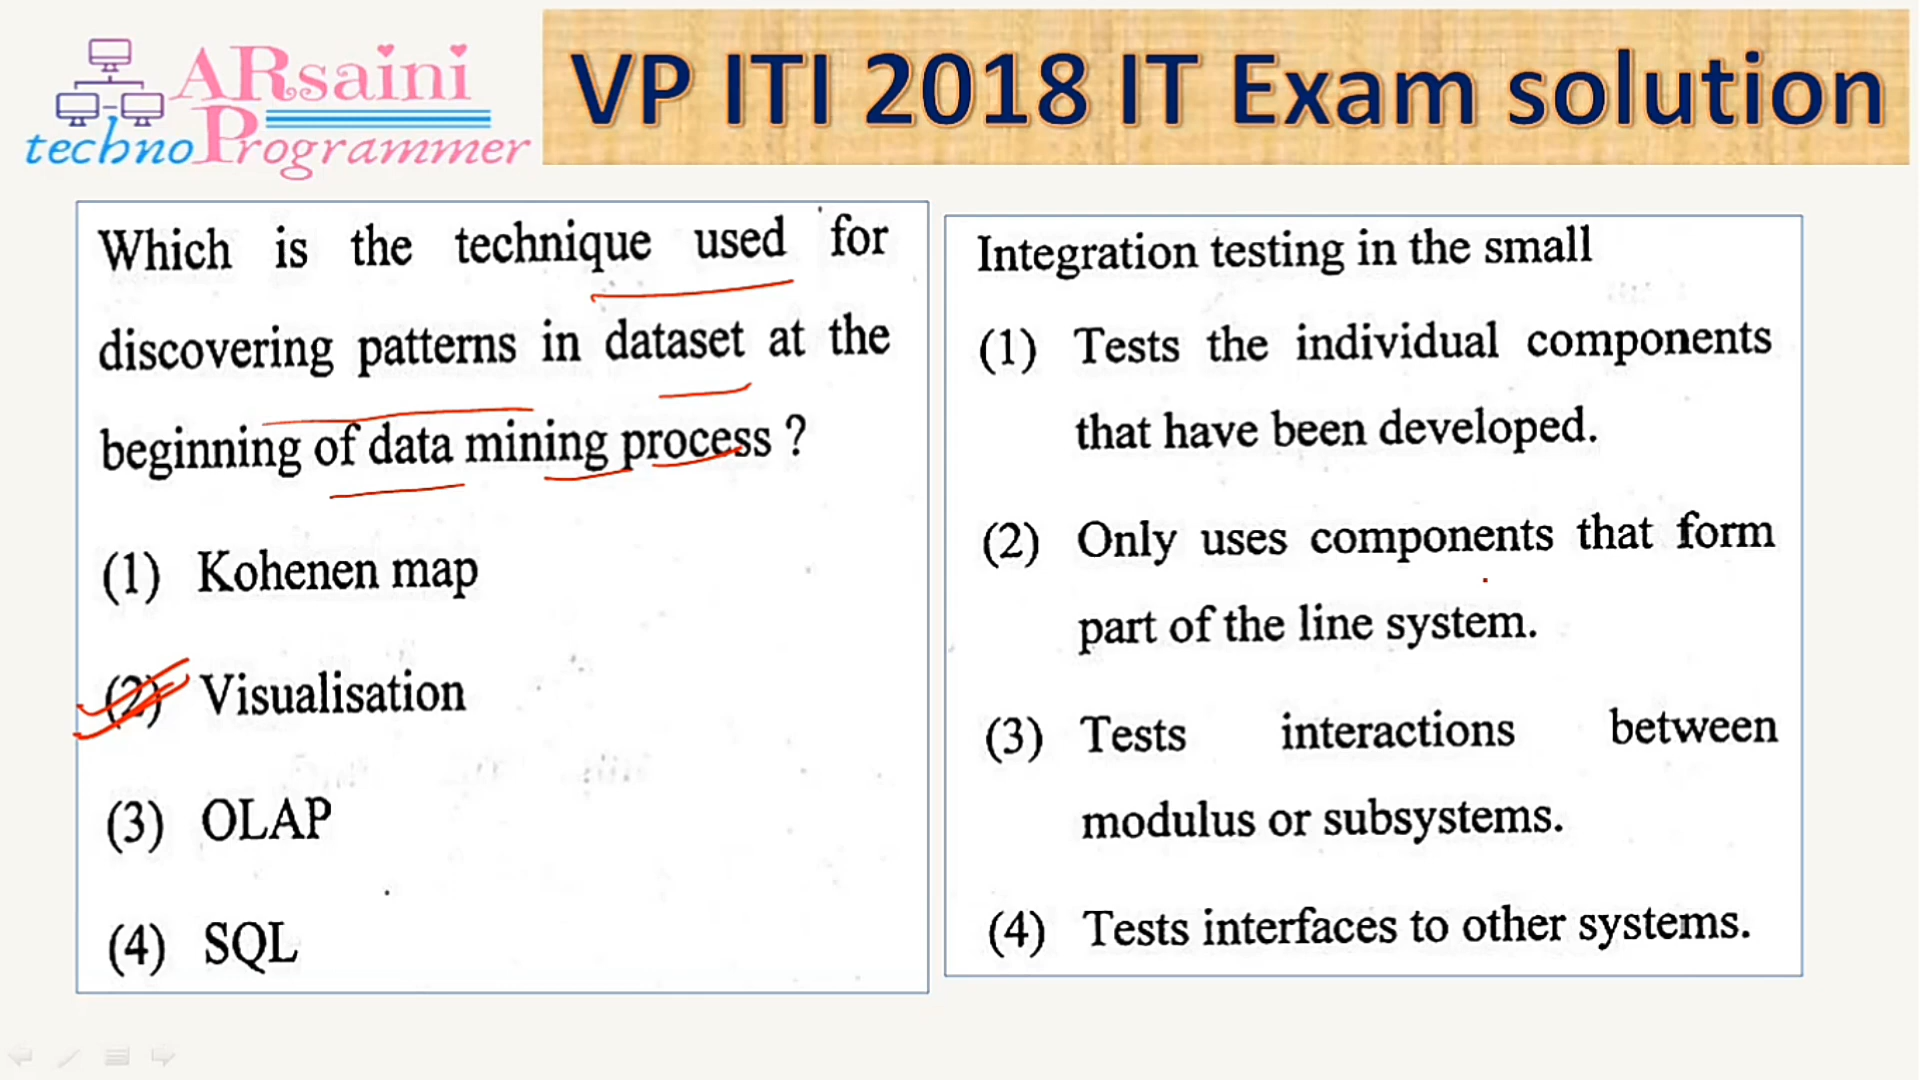 ARsaini
techno Programmer
VP ITI 2018 IT Exam solution
Which is the technique used for
discovering patterns in dataset at the
beginning of data mining process ?
(1) Kohenen map
(2) Visualisation
(3) OLAP
(4) SQL
Integration testing in the small
(1) Tests the individual components
that have been developed.
(2) Only uses components that form
part of the line system.
(3) Tests interactions between
modulus or subsystems.
(4) Tests interfaces to other systems.